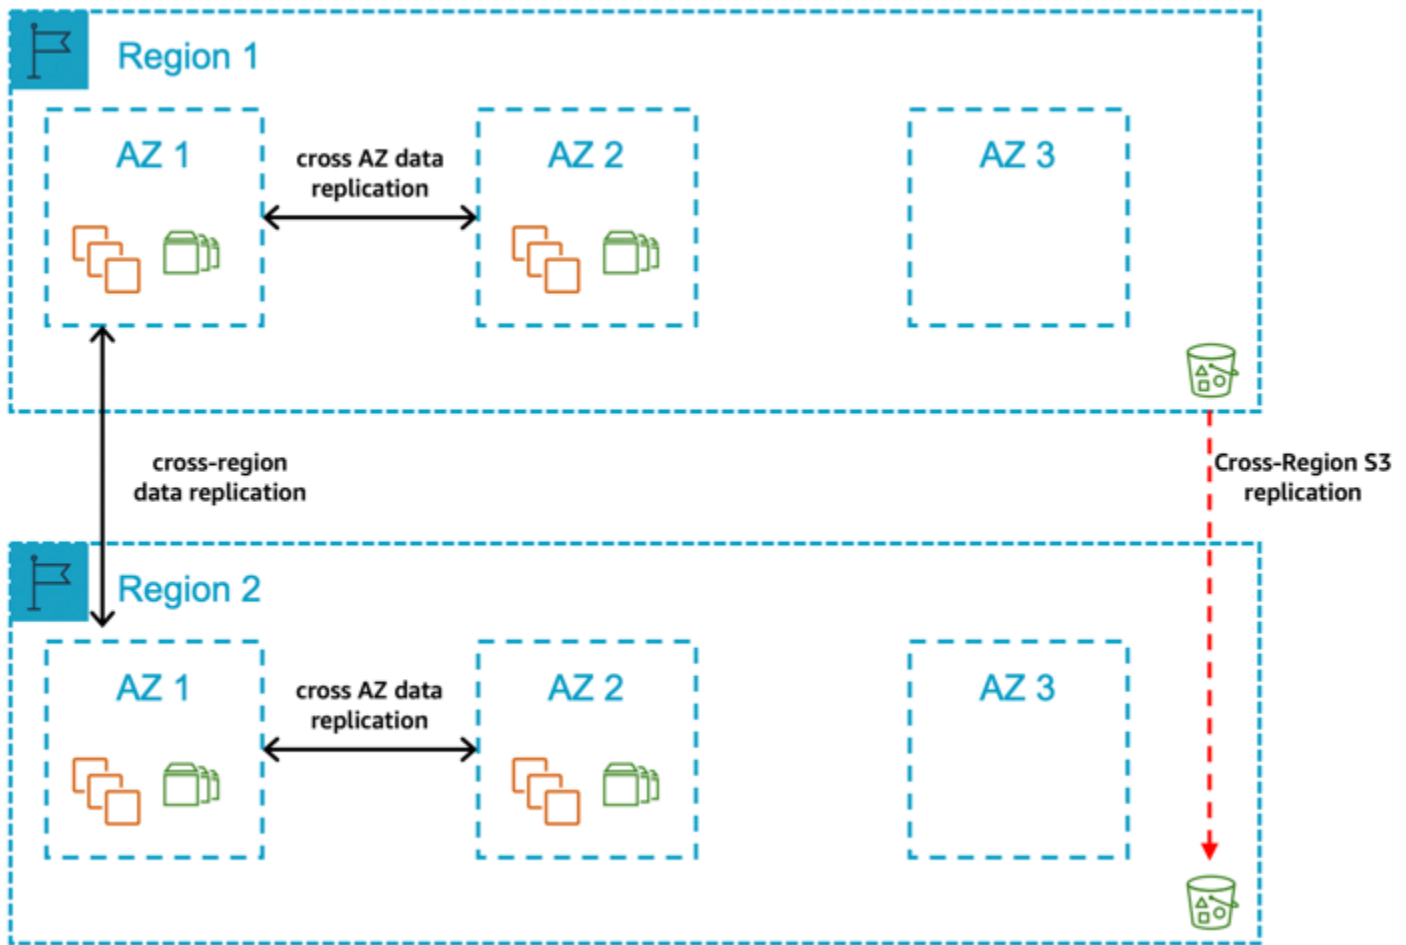 Region 1
AZ 1
cross AZ data
replication
AZ 2
AZ 3
cross-region
data replication
Cross-Region S3
replication
Region 2
AZ 1
cross AZ data
replication
AZ 2
AZ 3